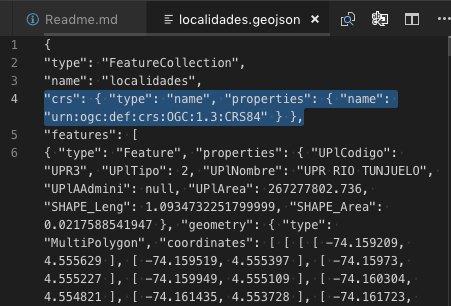 Readme.md localidades.geojson
1 {
2 "type": "FeatureCollection",
3 "name": "localidades",
4 "crs": { "type": "name", "properties": { "name":
"urn:ogc:def:crs:OGC:1.3:CRS84" } },
5 "features": [
6 { "type": "Feature", "properties": { "UPlCodigo":
"UPR3", "UPlTipo": 2, "UPlNombre": "UPR RIO TUNJUELO",
"UPlAAdmini": null, "UPlArea": 267277802.736,
"SHAPE_Leng": 1.0934732251799999, "SHAPE_Area":
0.0217588541947 }, "geometry": { "type":
"MultiPolygon", "coordinates": [ [ [ [ -74.159209,
4.555629 ], [ -74.159519, 4.555397 ], [ -74.15973,
4.555227 ], [ -74.159949, 4.555109 ], [ -74.160304,
4.554821 ], [ -74.161435, 4.553728 ], [ -74.161723,